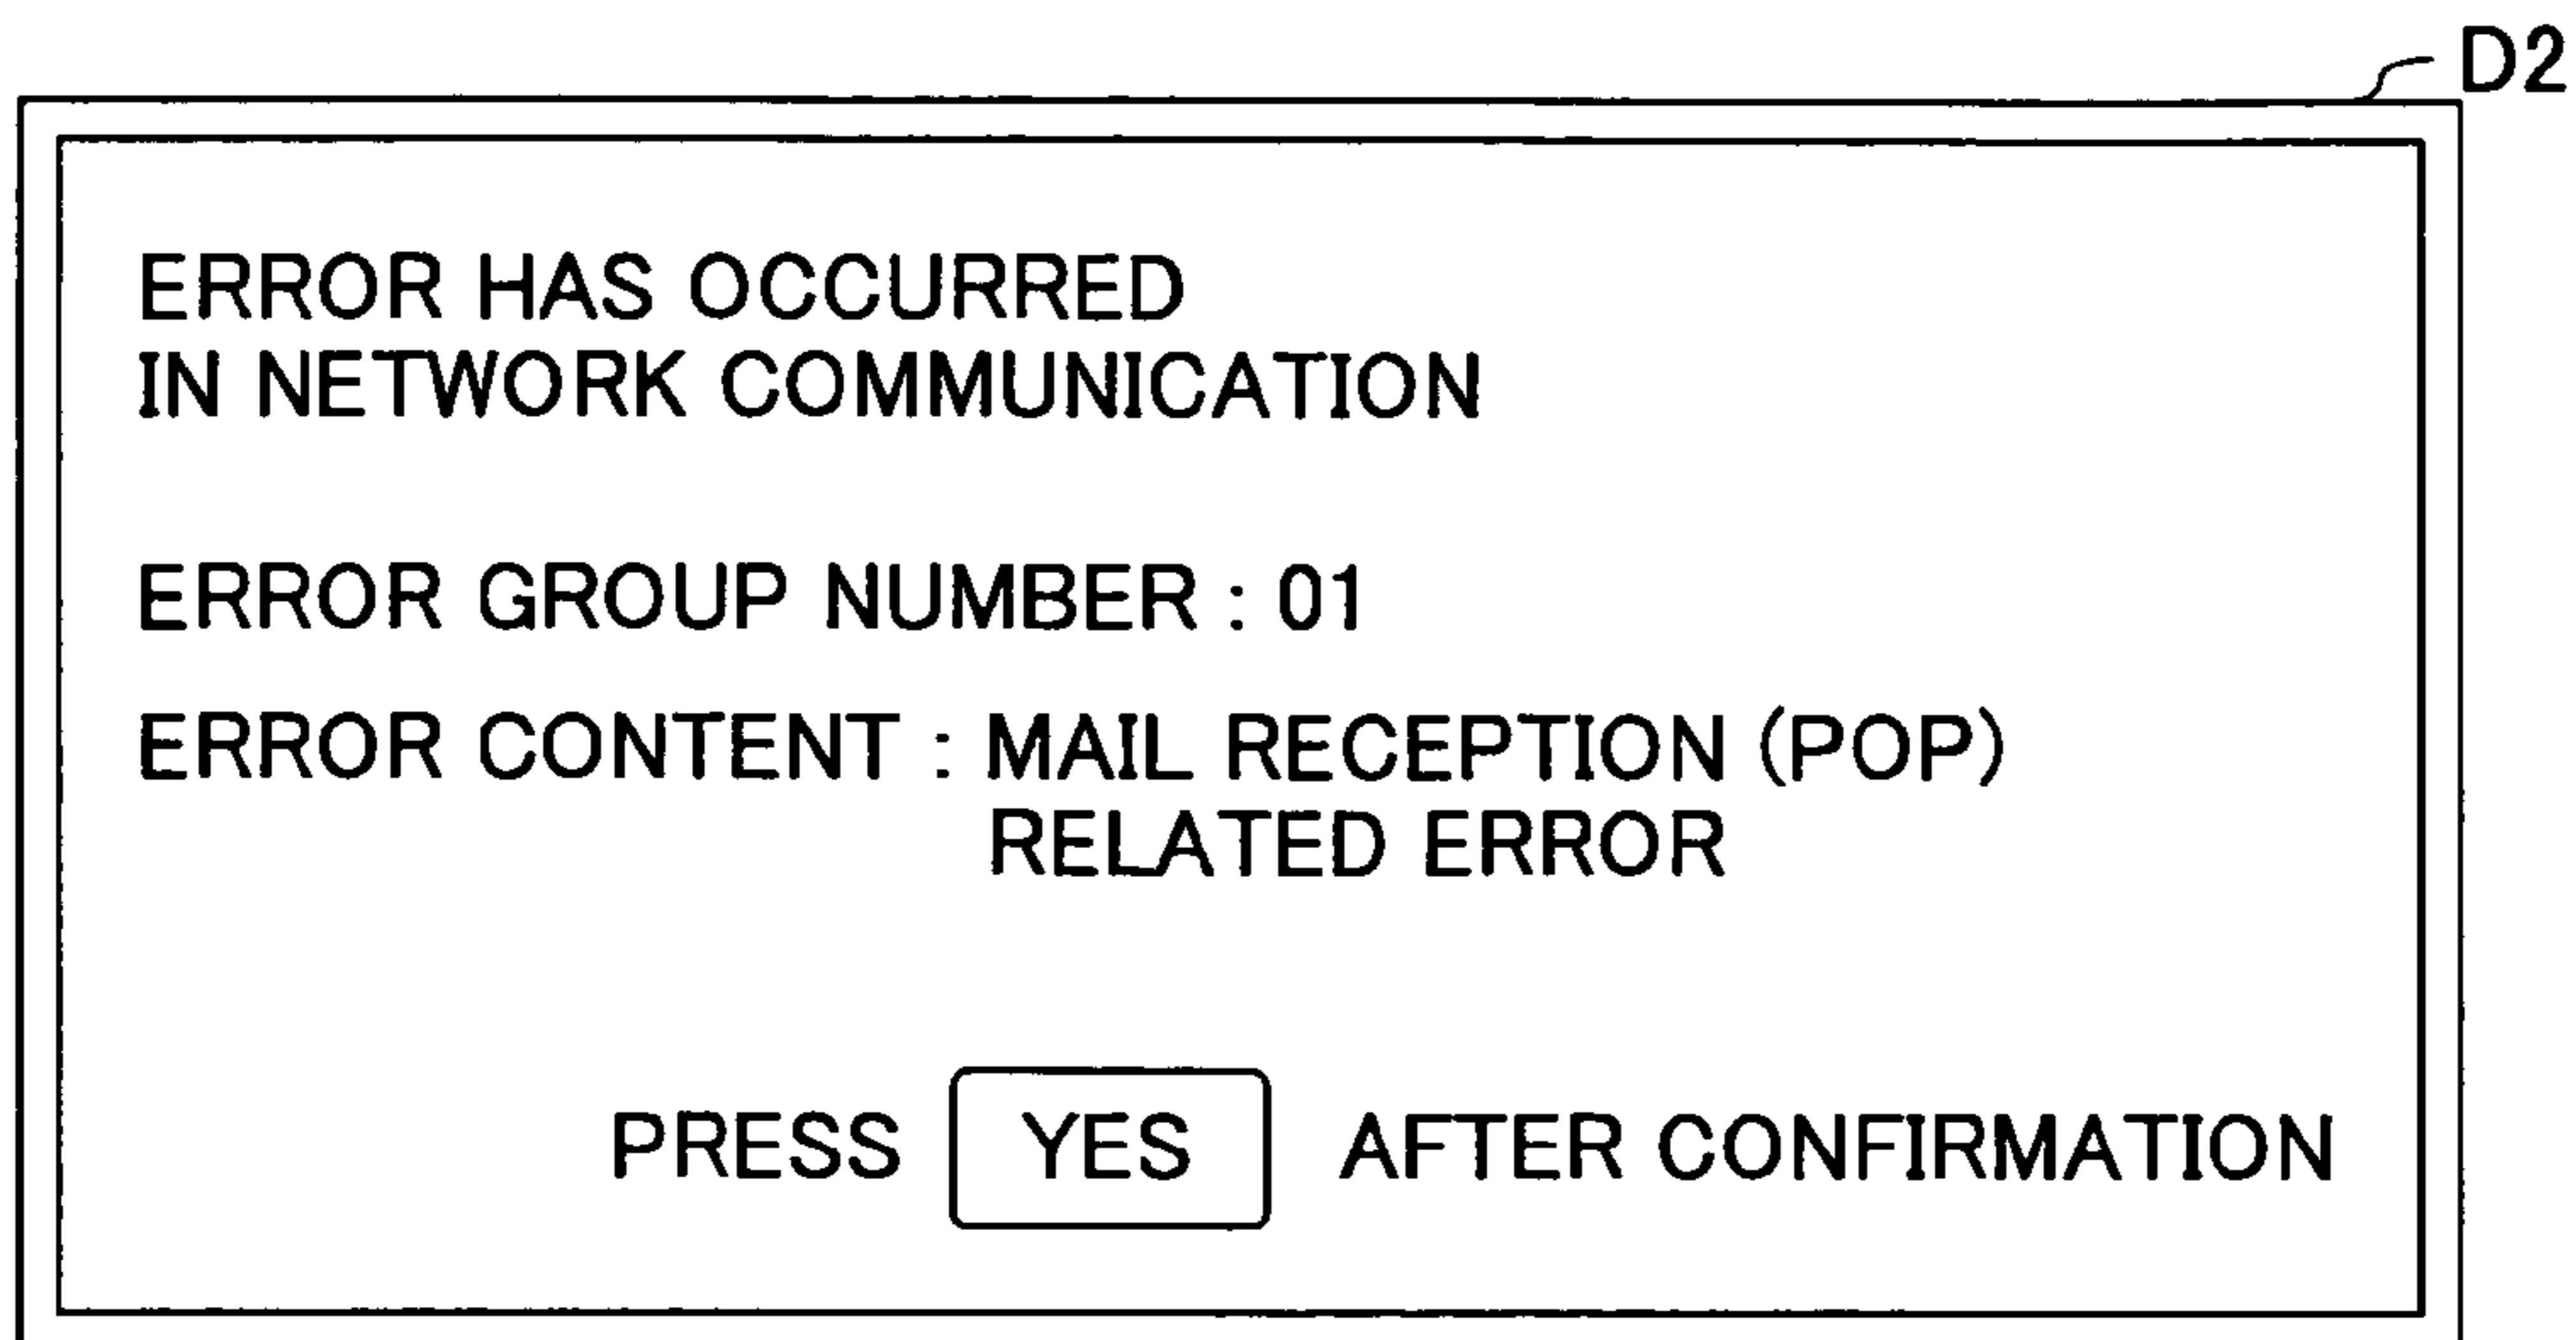 D2
ERROR HAS OCCURRED
IN NETWORK COMMUNICATION
ERROR GROUP NUMBER : 01
ERROR CONTENT : MAIL RECEPTION (POP)
RELATED ERROR
PRESS YES AFTER CONFIRMATION